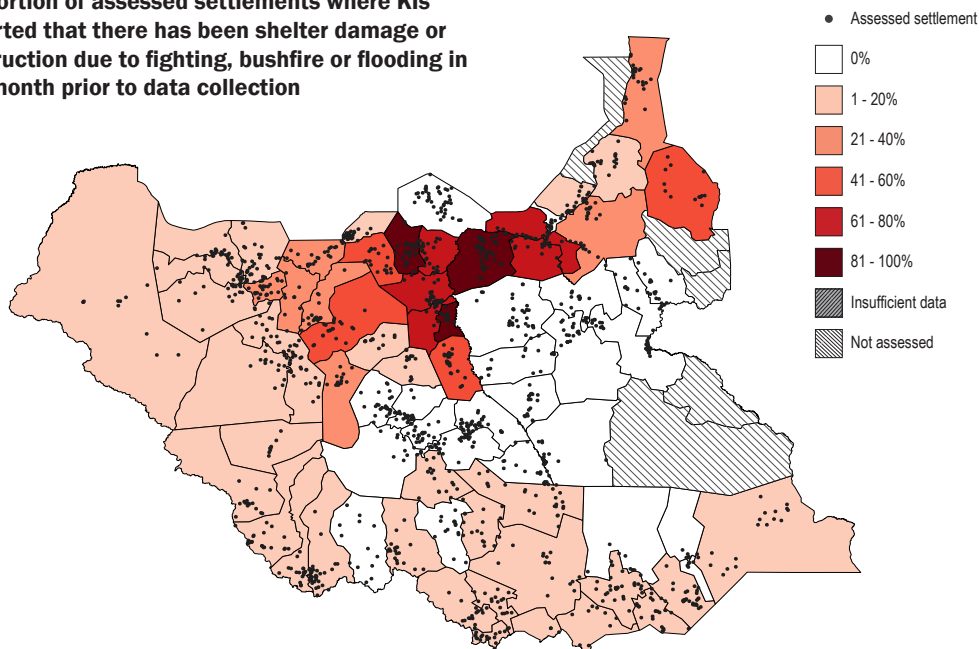 ortion of assessed settlements where KIs
rted that there has been shelter damage or
ruction due to fighting, bushfire or flooding in
month prior to data collection
Assessed settlement
0%
1 - 20%
21 - 40%
41 - 60%
61 - 80%
81 - 100%
Insufficient data
Not assessed